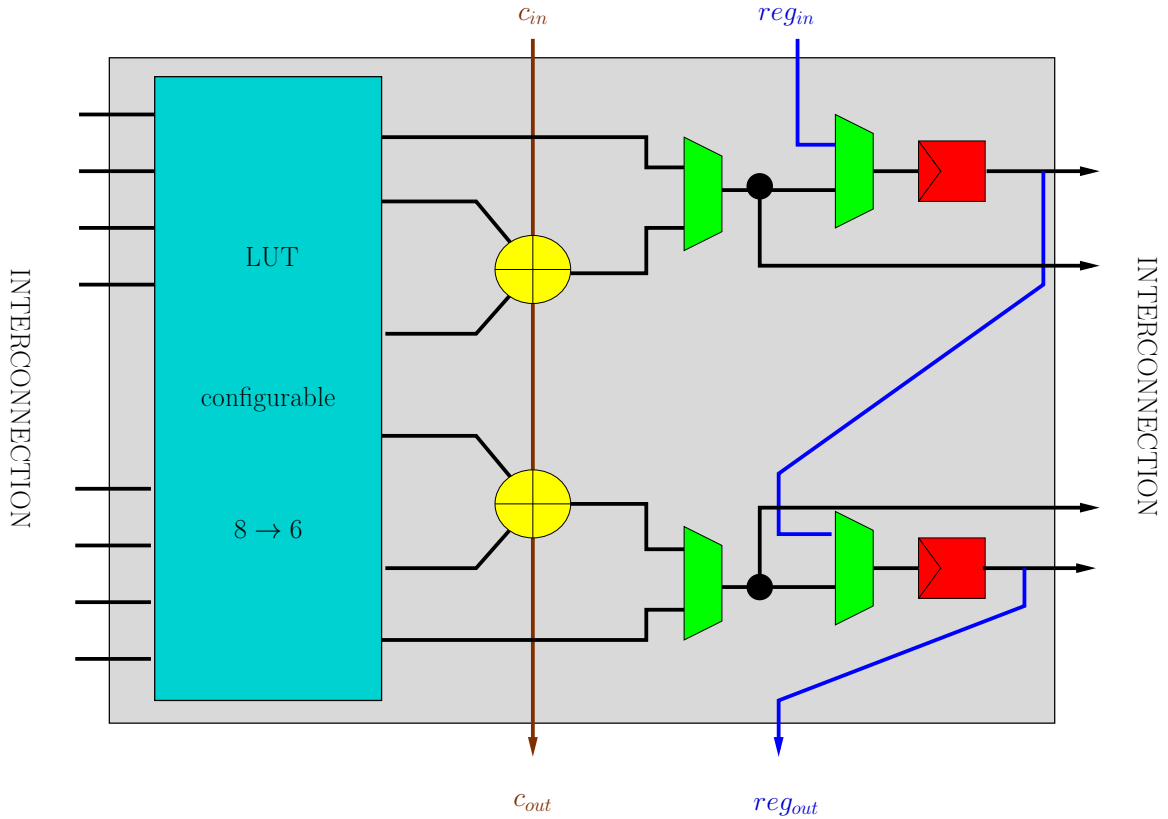 c_in
reg_in
INTERCONNECTION
LUT
configurable
8 → 6
INTERCONNECTION
c_out
reg_out